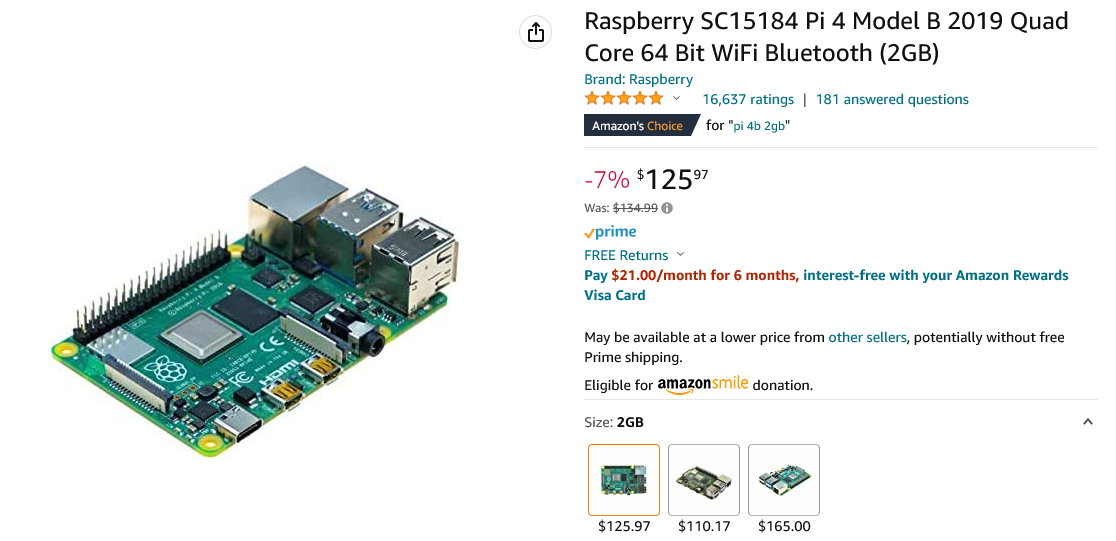 Raspberry SC15184 Pi 4 Model B 2019 Quad
Core 64 Bit WiFi Bluetooth (2GB)
Brand: Raspberry
16,637 ratings | 181 answered questions
Amazon's Choice for "pi 4b 2gb"
-7% $125 97
Was: $134.99
prime
FREE Returns
Pay $21.00/month for 6 months, interest-free with your Amazon Rewards
Visa Card
May be available at a lower price from other sellers, potentially without free
Prime shipping.
Eligible for amazonsmile donation.
Size: 2GB
$125.97 $110.17 $165.00
HDMI